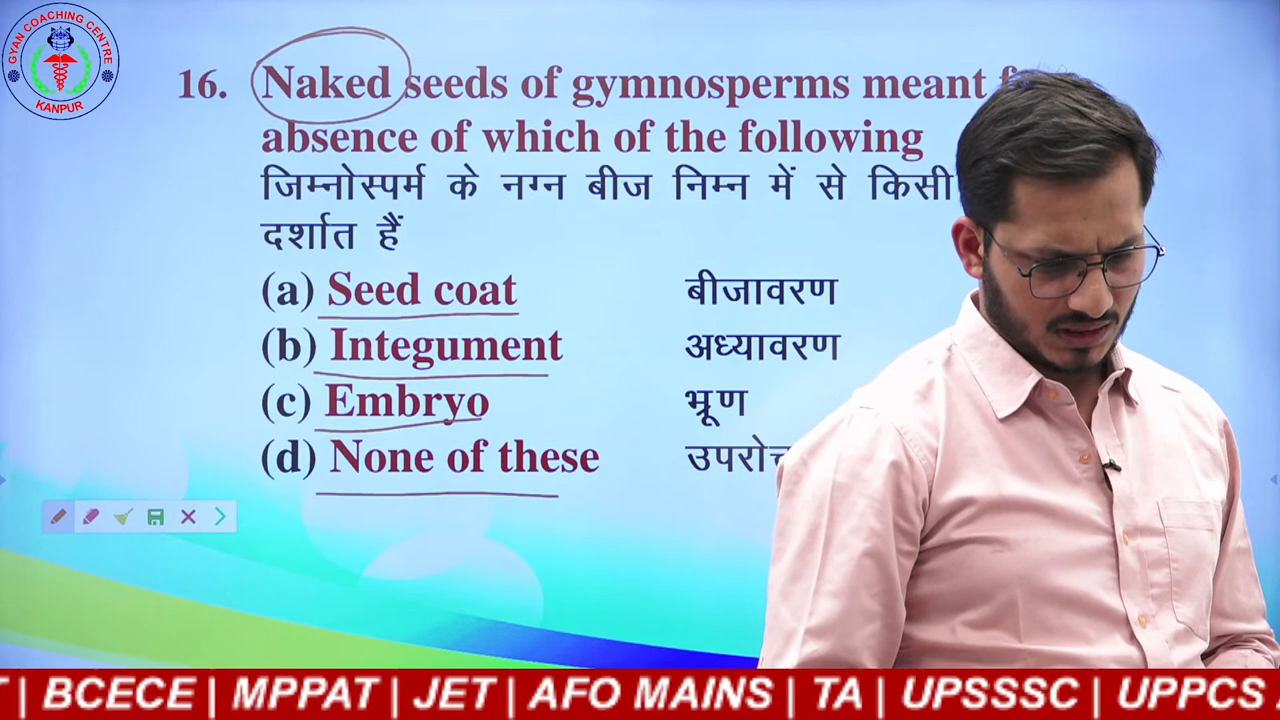 GYAN COACHING CENTRE
KANPUR
16. Naked seeds of gymnosperms meant
absence of which of the following
जिम्नोस्पर्म के नग्न बीज निम्न में से किसी
दर्शात हैं
(a) Seed coat बीजावरण
(b) Integument अध्यावरण
(c) Embryo भ्रूण
(d) None of these
BCECE | MPPAT | JET | AFO MAINS | TA | UPSSSC | UPPCS